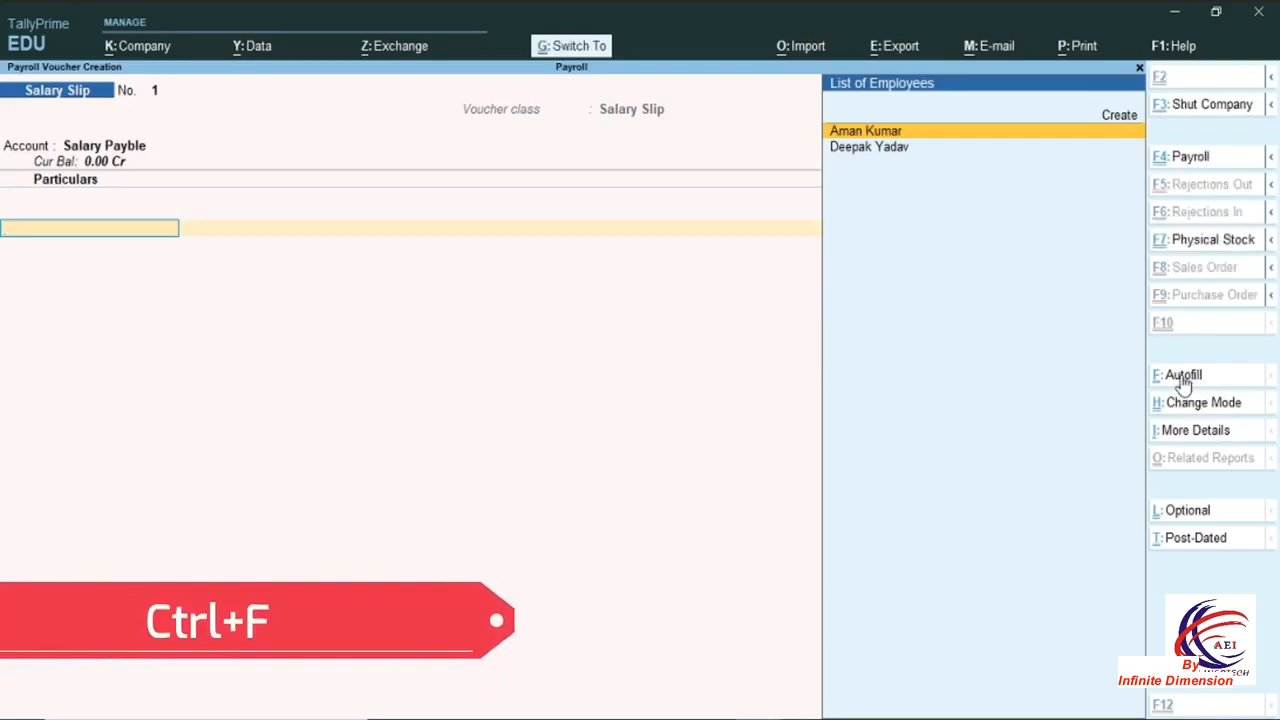 TallyPrime
EDU
MANAGE
K: Company
Y: Data
Z: Exchange
G: Switch To
O: Import
E: Export
M: E-mail
P: Print
F1: Help
Payroll Voucher Creation
Payroll
Salary Slip No. 1
Voucher class : Salary Slip
Account : Salary Payble
Cur Bal: 0.00 Cr
Particulars
List of Employees
Create
Aman Kumar
Deepak Yadav
F2
F3: Shut Company
F4: Payroll
F5: Rejections Out
F6: Rejections In
F7: Physical Stock
F8: Sales Order
F9: Purchase Order
F10
F: Autofill
H: Change Mode
I: More Details
O: Related Reports
L: Optional
T: Post-Dated
F12
Ctrl+F
AEI
By
Infinite Dimension